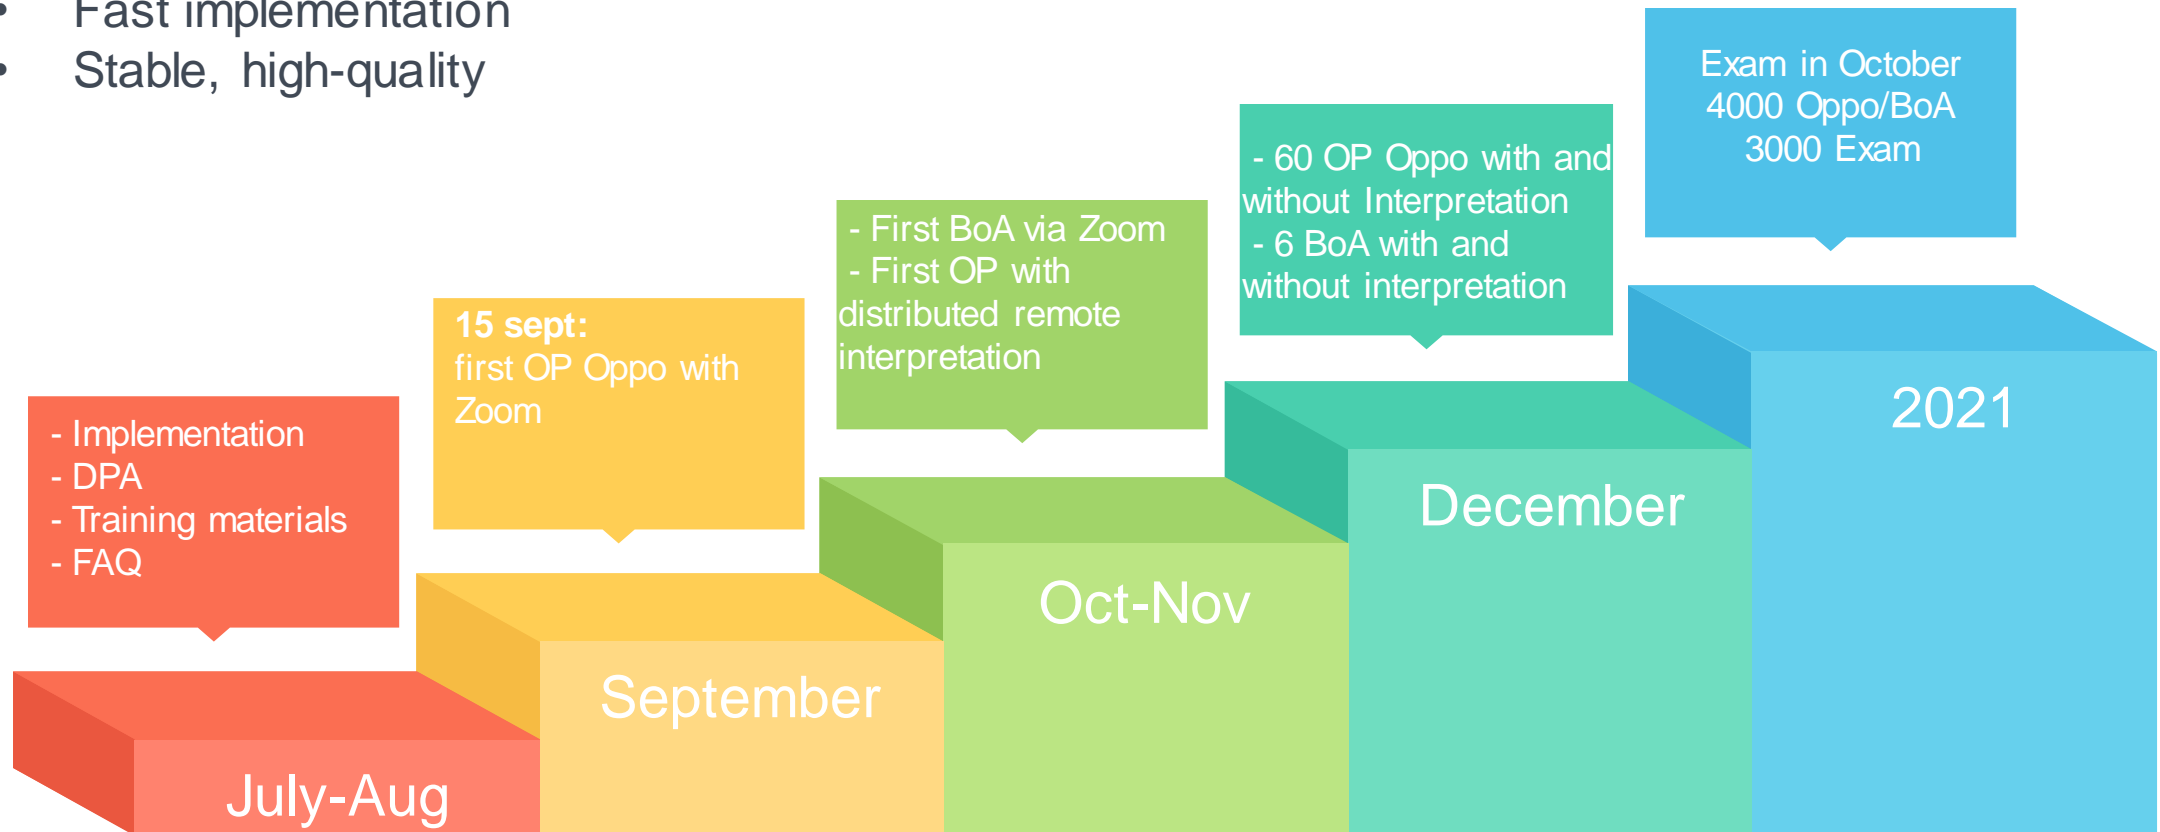 • Fast implementation
• Stable, high-quality
- Implementation
- DPA
- Training materials
- FAQ
July-Aug
15 sept:
first OP Oppo with
Zoom
September
- First BoA via Zoom
- First OP with
distributed remote
interpretation
Oct-Nov
- 60 OP Oppo with and
without Interpretation
- 6 BoA with and
without interpretation
December
Exam in October
4000 Oppo/BoA
3000 Exam
2021